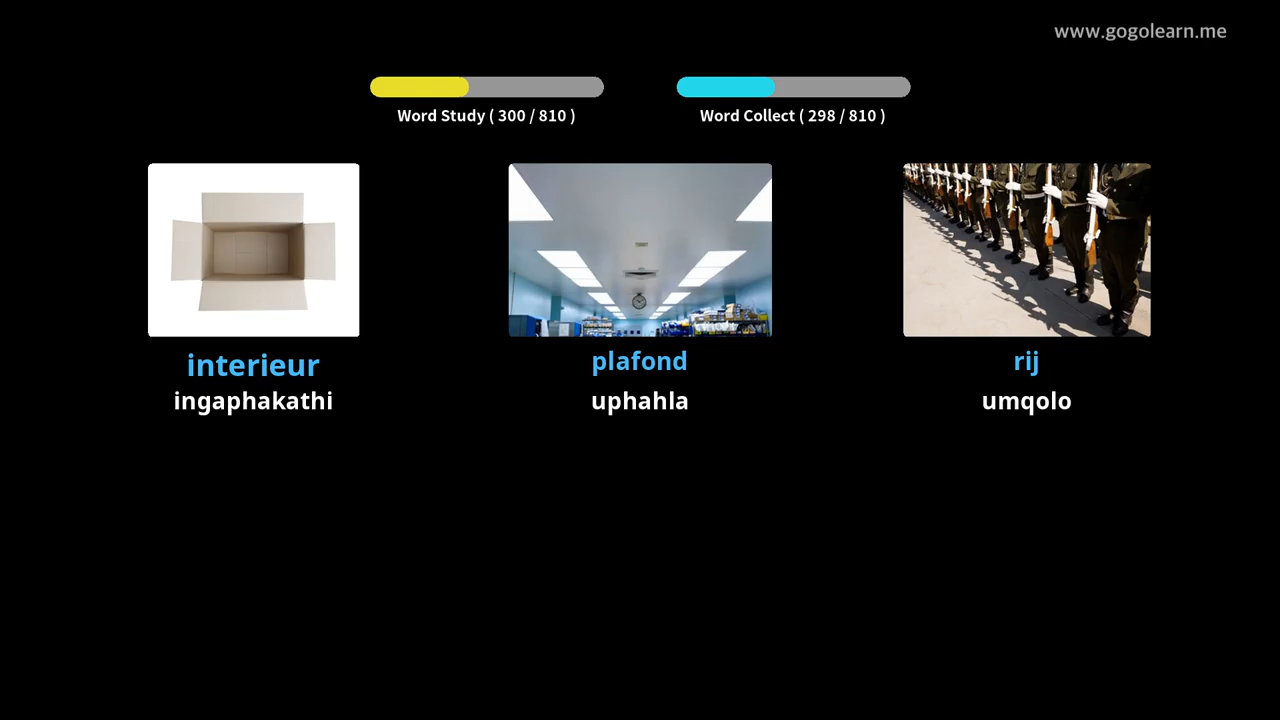 www.gogolearn.me
Word Study ( 300 / 810 )
Word Collect ( 298 / 810 )
interieur
ingaphakathi
plafond
uphahla
rij
umqolo